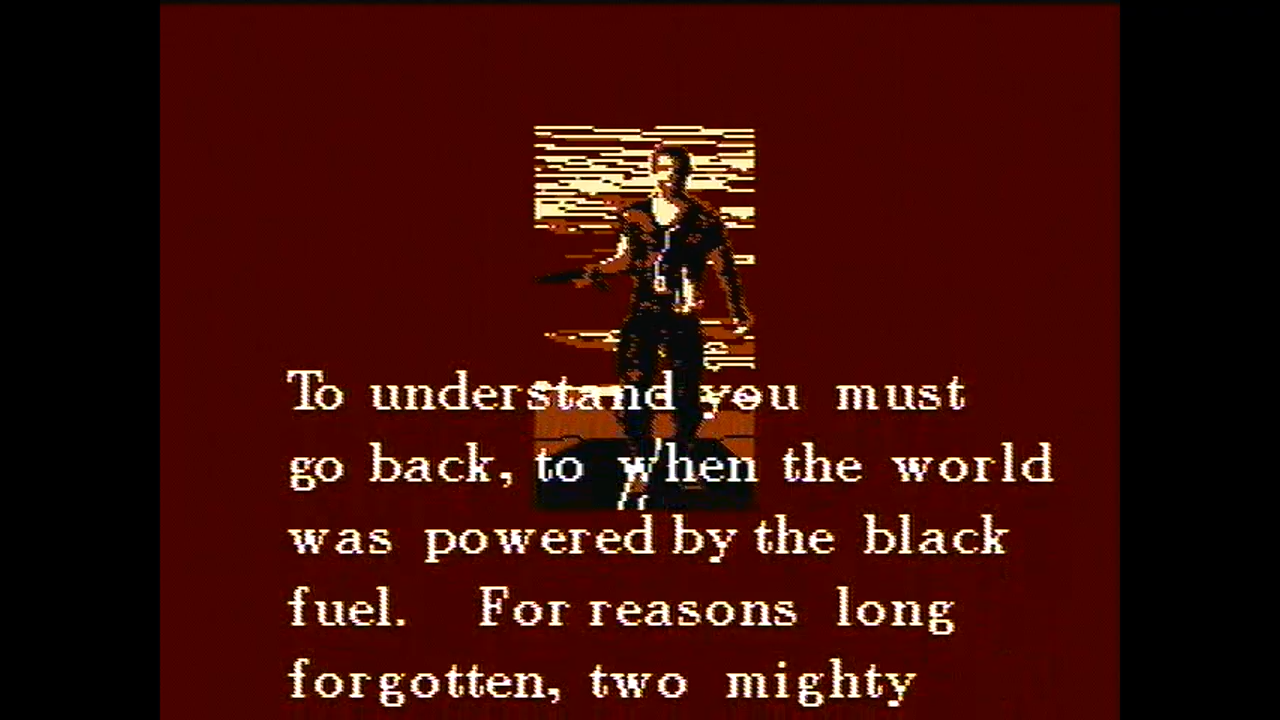 To understand you must
go back, to when the world
was powered by the black
fuel. For reasons long
forgotten, two mighty